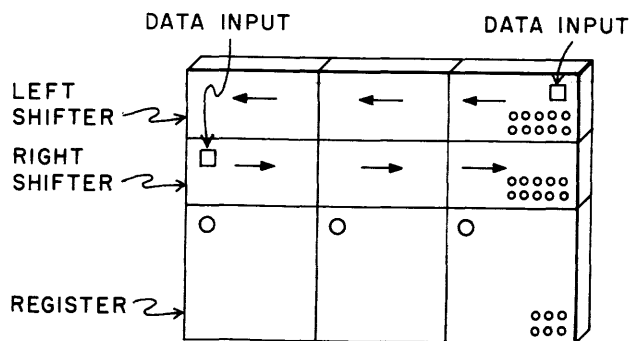 DATA INPUT
DATA INPUT
LEFT
SHIFTER
RIGHT
SHIFTER
REGISTER